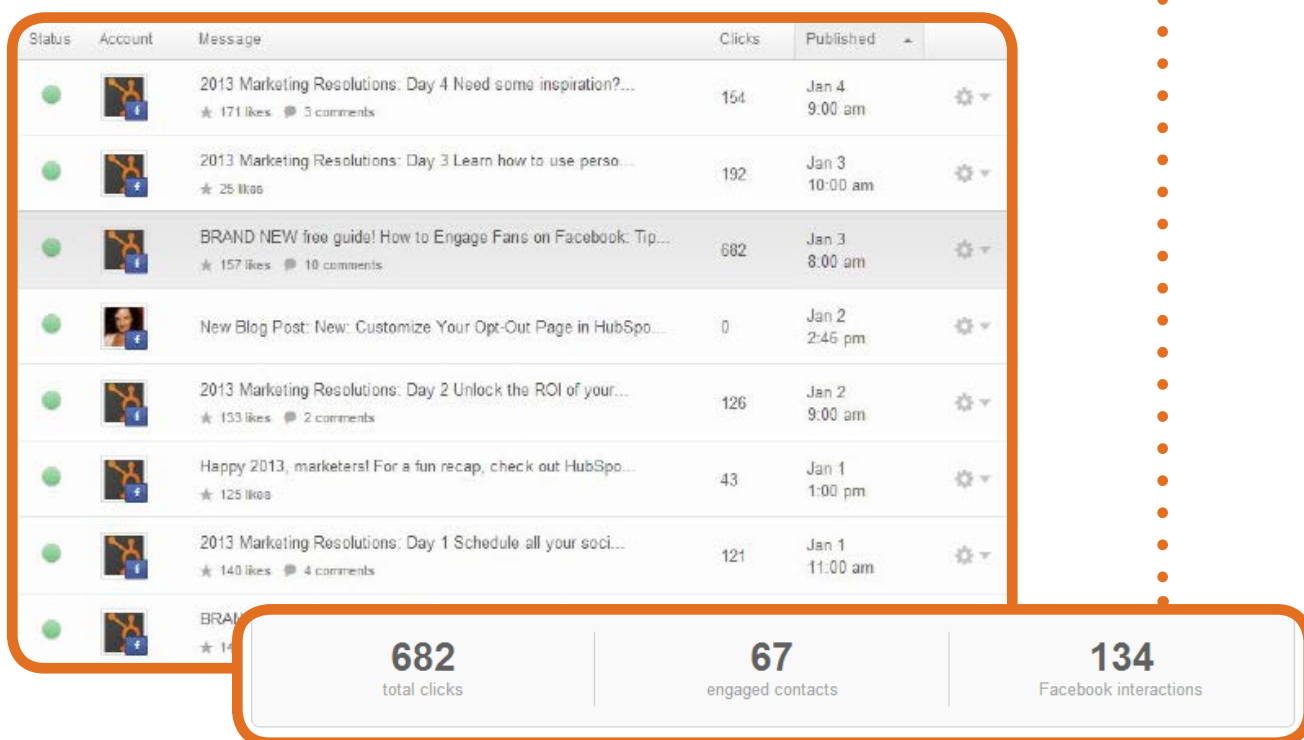 Status Account Message Clicks Published
2013 Marketing Resolutions: Day 4 Need some inspiration?...
171 likes 3 comments
154
Jan 4
9:00 am
2013 Marketing Resolutions: Day 3 Learn how to use perso...
25 likes
192
Jan 3
10:00 am
BRAND NEW free guide! How to Engage Fans on Facebook: Tip...
157 likes 10 comments
682
Jan 3
8:00 am
New Blog Post: New: Customize Your Opt-Out Page in HubSpo...
0
Jan 2
2:46 pm
2013 Marketing Resolutions: Day 2 Unlock the ROI of your...
133 likes 2 comments
126
Jan 2
9:00 am
Happy 2013, marketers! For a fun recap, check out HubSpo...
125 likes
43
Jan 1
1:00 pm
2013 Marketing Resolutions: Day 1 Schedule all your soci...
140 likes 4 comments
121
Jan 1
11:00 am
682
total clicks
67
engaged contacts
134
Facebook interactions